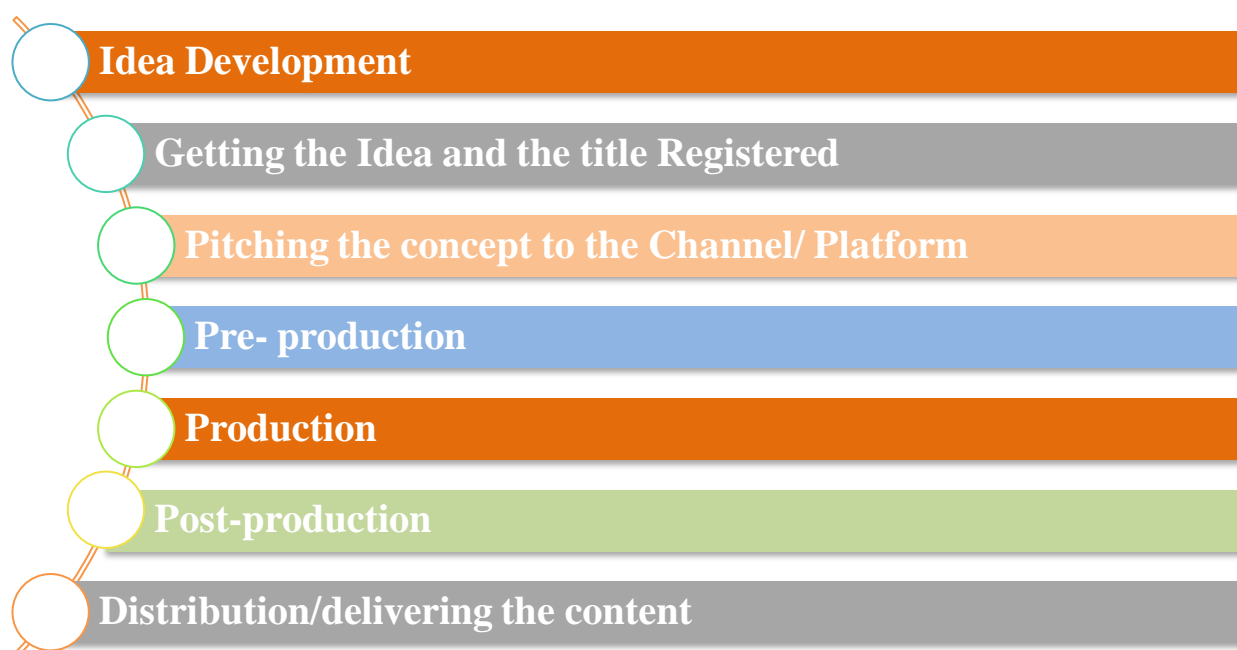 Idea Development
Getting the Idea and the title Registered
Pitching the concept to the Channel/ Platform
Pre- production
Production
Post-production
Distribution/delivering the content